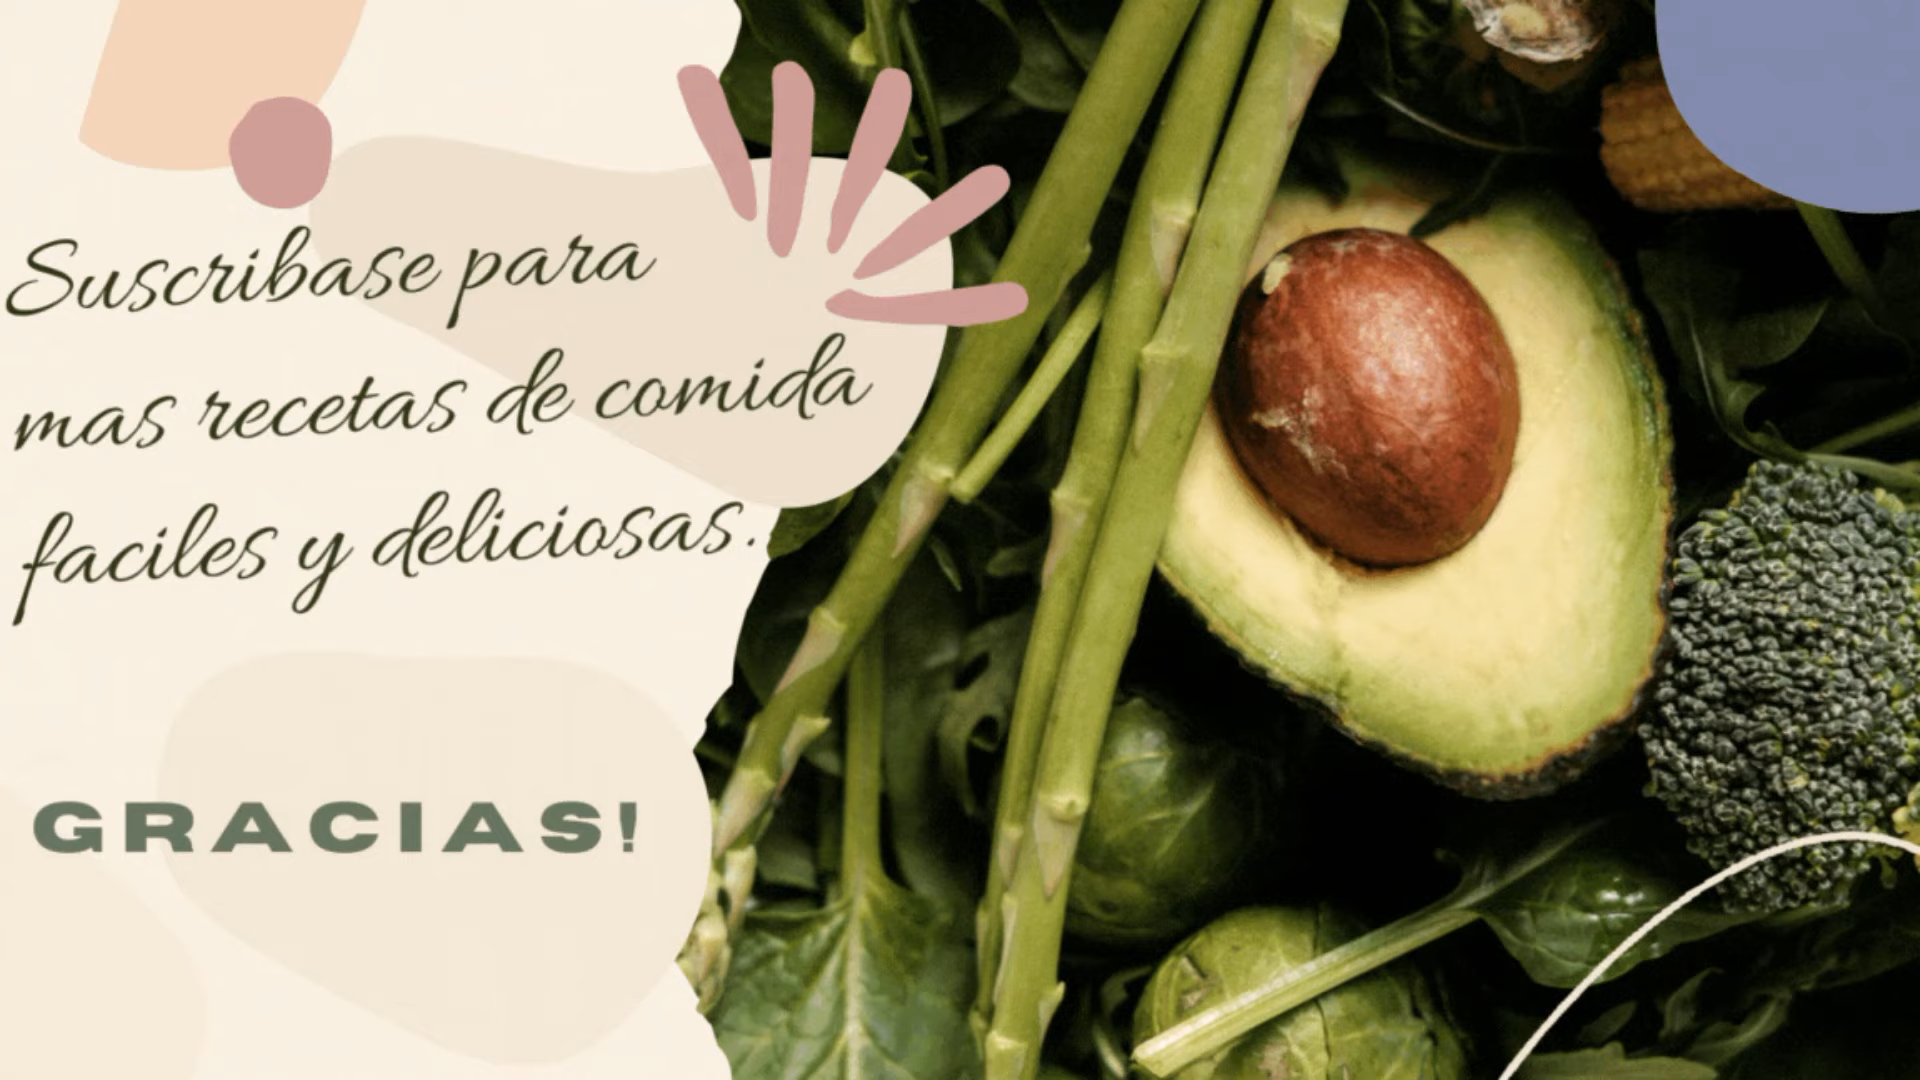 Suscribase para
mas recetas de comida
faciles y deliciosas.
GRACIAS!